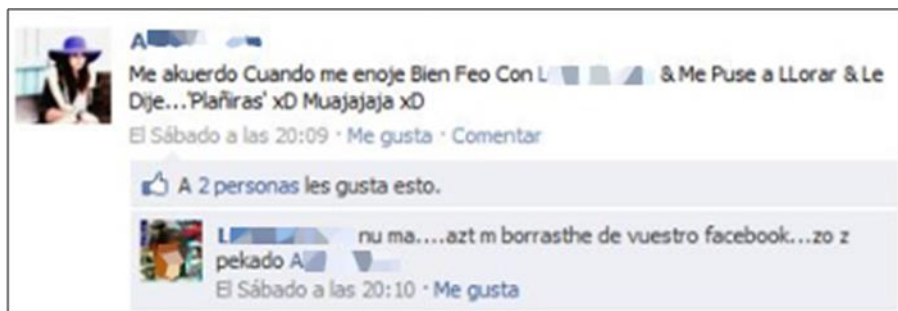 A
Me akuerdo Cuando me enoje Bien Feo Con L & Me Puse a LLorar & Le
Dije...'Plañiras' xD Muajajaja xD
El Sábado a las 20:09 · Me gusta · Comentar
A 2 personas les gusta esto.
L nu ma....azt m borrasthe de vuestro facebook...zo z
pekado A
El Sábado a las 20:10 · Me gusta